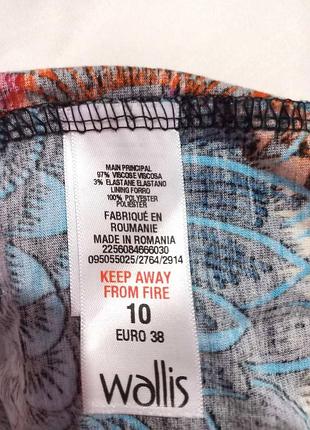 MAIN PRINCIPAL
97% VISCOSE VISCOSA
3% ELASTANE ELASTANO
LINING FORRO
100% POLYESTER
POLYESTER
FABRIQUÉ EN
ROUMANIE
MADE IN ROMANIA
2256084666030
095055025/2764/2914
KEEP AWAY
FROM FIRE
10
EURO 38
wallis